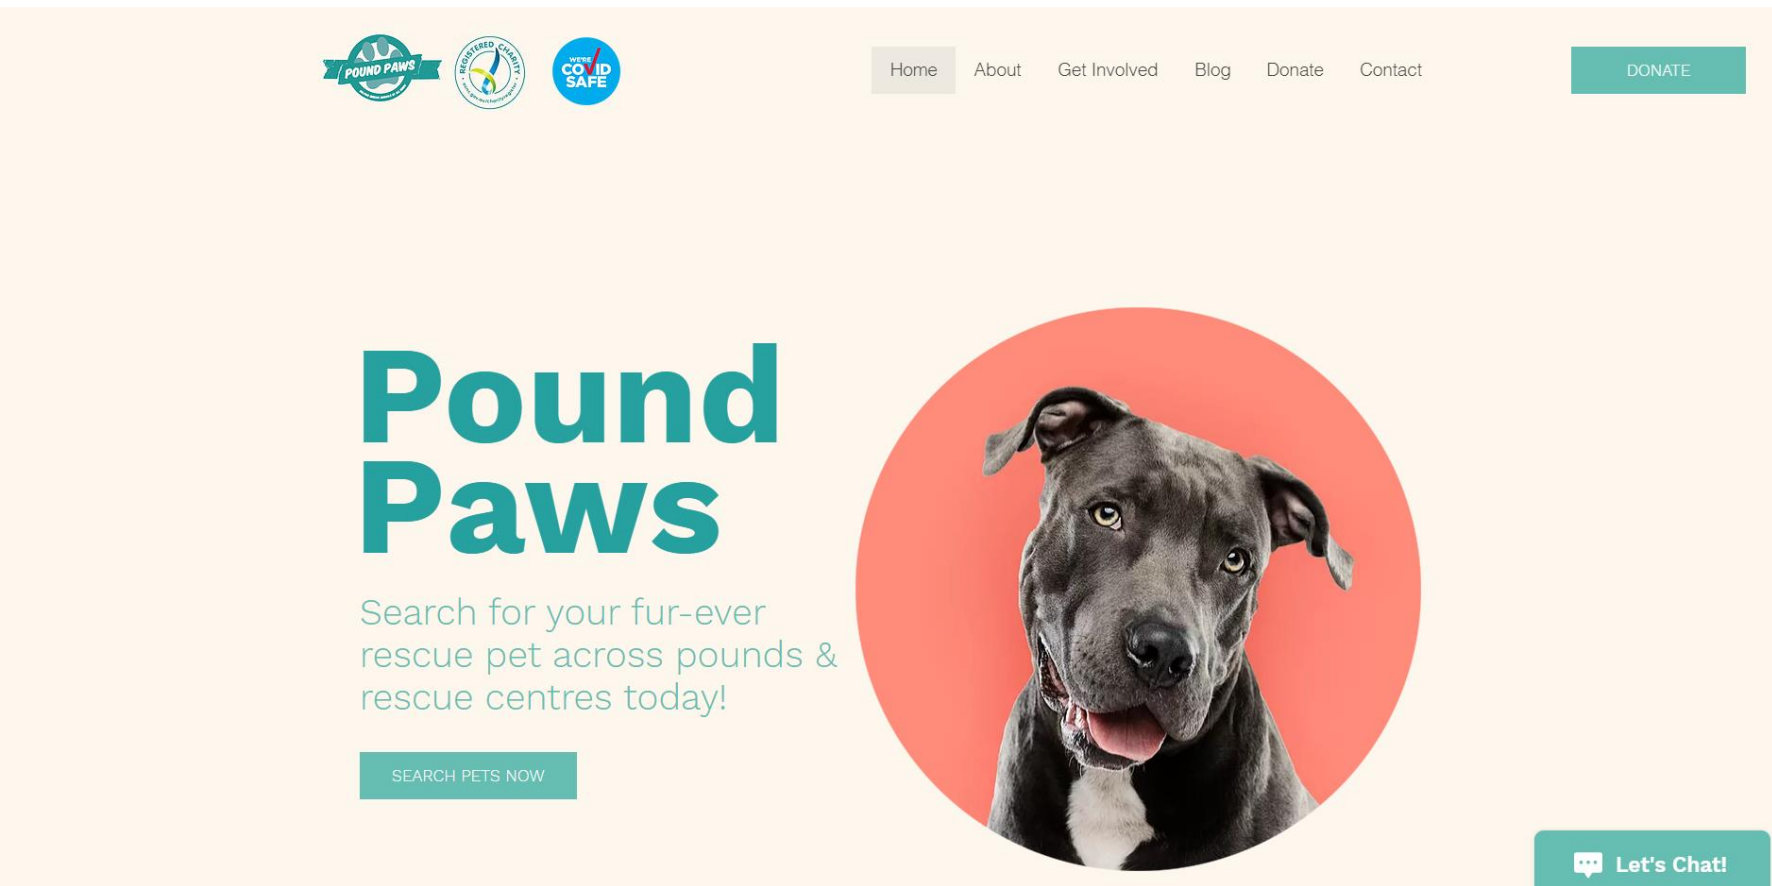 POUND PAWS
REGISTERED CHARITY
WE'RE
COVID
SAFE
Home
About
Get Involved
Blog
Donate
Contact
DONATE
Pound
Paws
Search for your fur-ever
rescue pet across pounds &
rescue centres today!
SEARCH PETS NOW
Let's Chat!